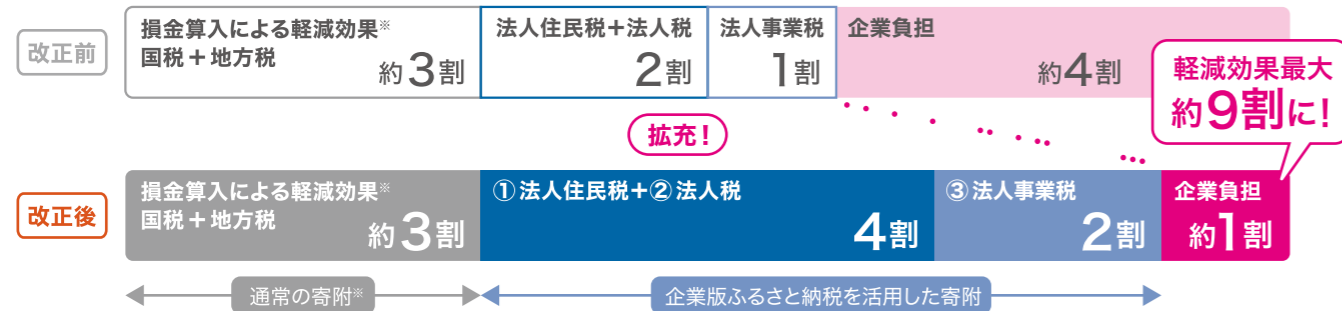 改正前
損金算入による軽減効果※
国税+地方税
約3割
法人住民税+法人税
2割
法人事業税
1割
企業負担
約4割
軽減効果最大
約9割に!
拡充!
改正後
損金算入による軽減効果※
国税+地方税
約3割
①法人住民税+②法人税
4割
③法人事業税
2割
企業負担
約1割
通常の寄附※
企業版ふるさと納税を活用した寄附